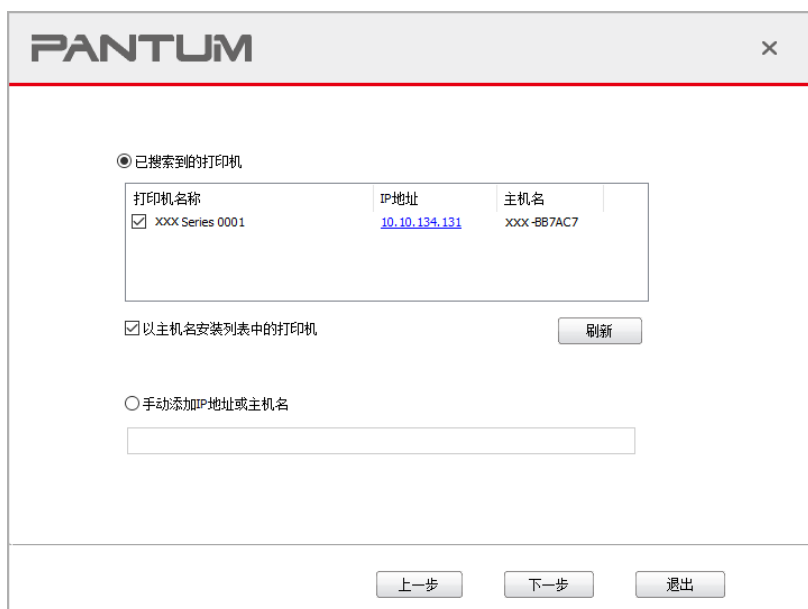 PANTUM
已搜索到的打印机
打印机名称 IP地址 主机名
XXX Series 0001 10.10.134.131 XXX-BB7AC7
以主机名安装列表中的打印机 刷新
手动添加IP地址或主机名
上一步 下一步 退出